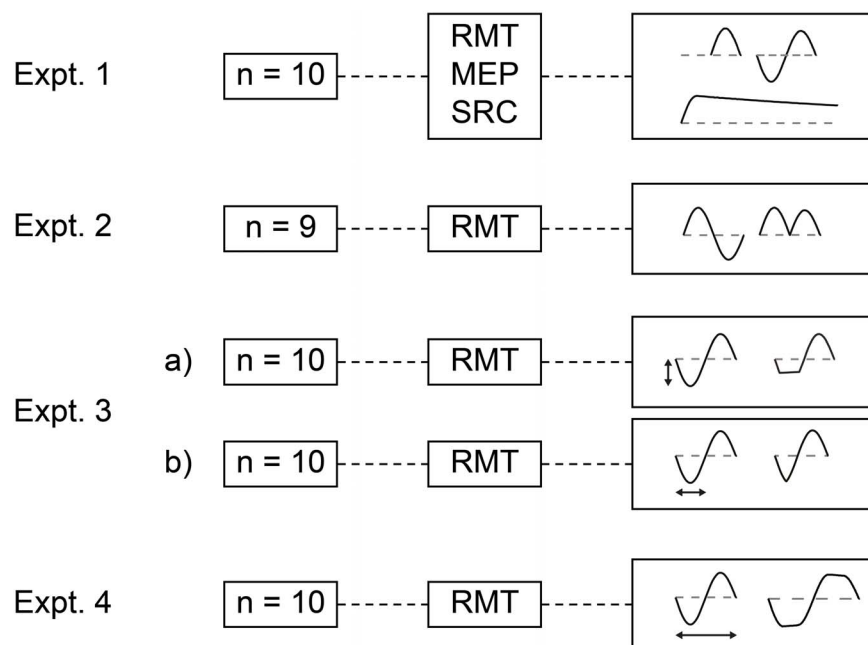 Expt. 1
n = 10
RMT
MEP
SRC
Expt. 2
n = 9
RMT
Expt. 3
a)
n = 10
RMT
b)
n = 10
RMT
Expt. 4
n = 10
RMT